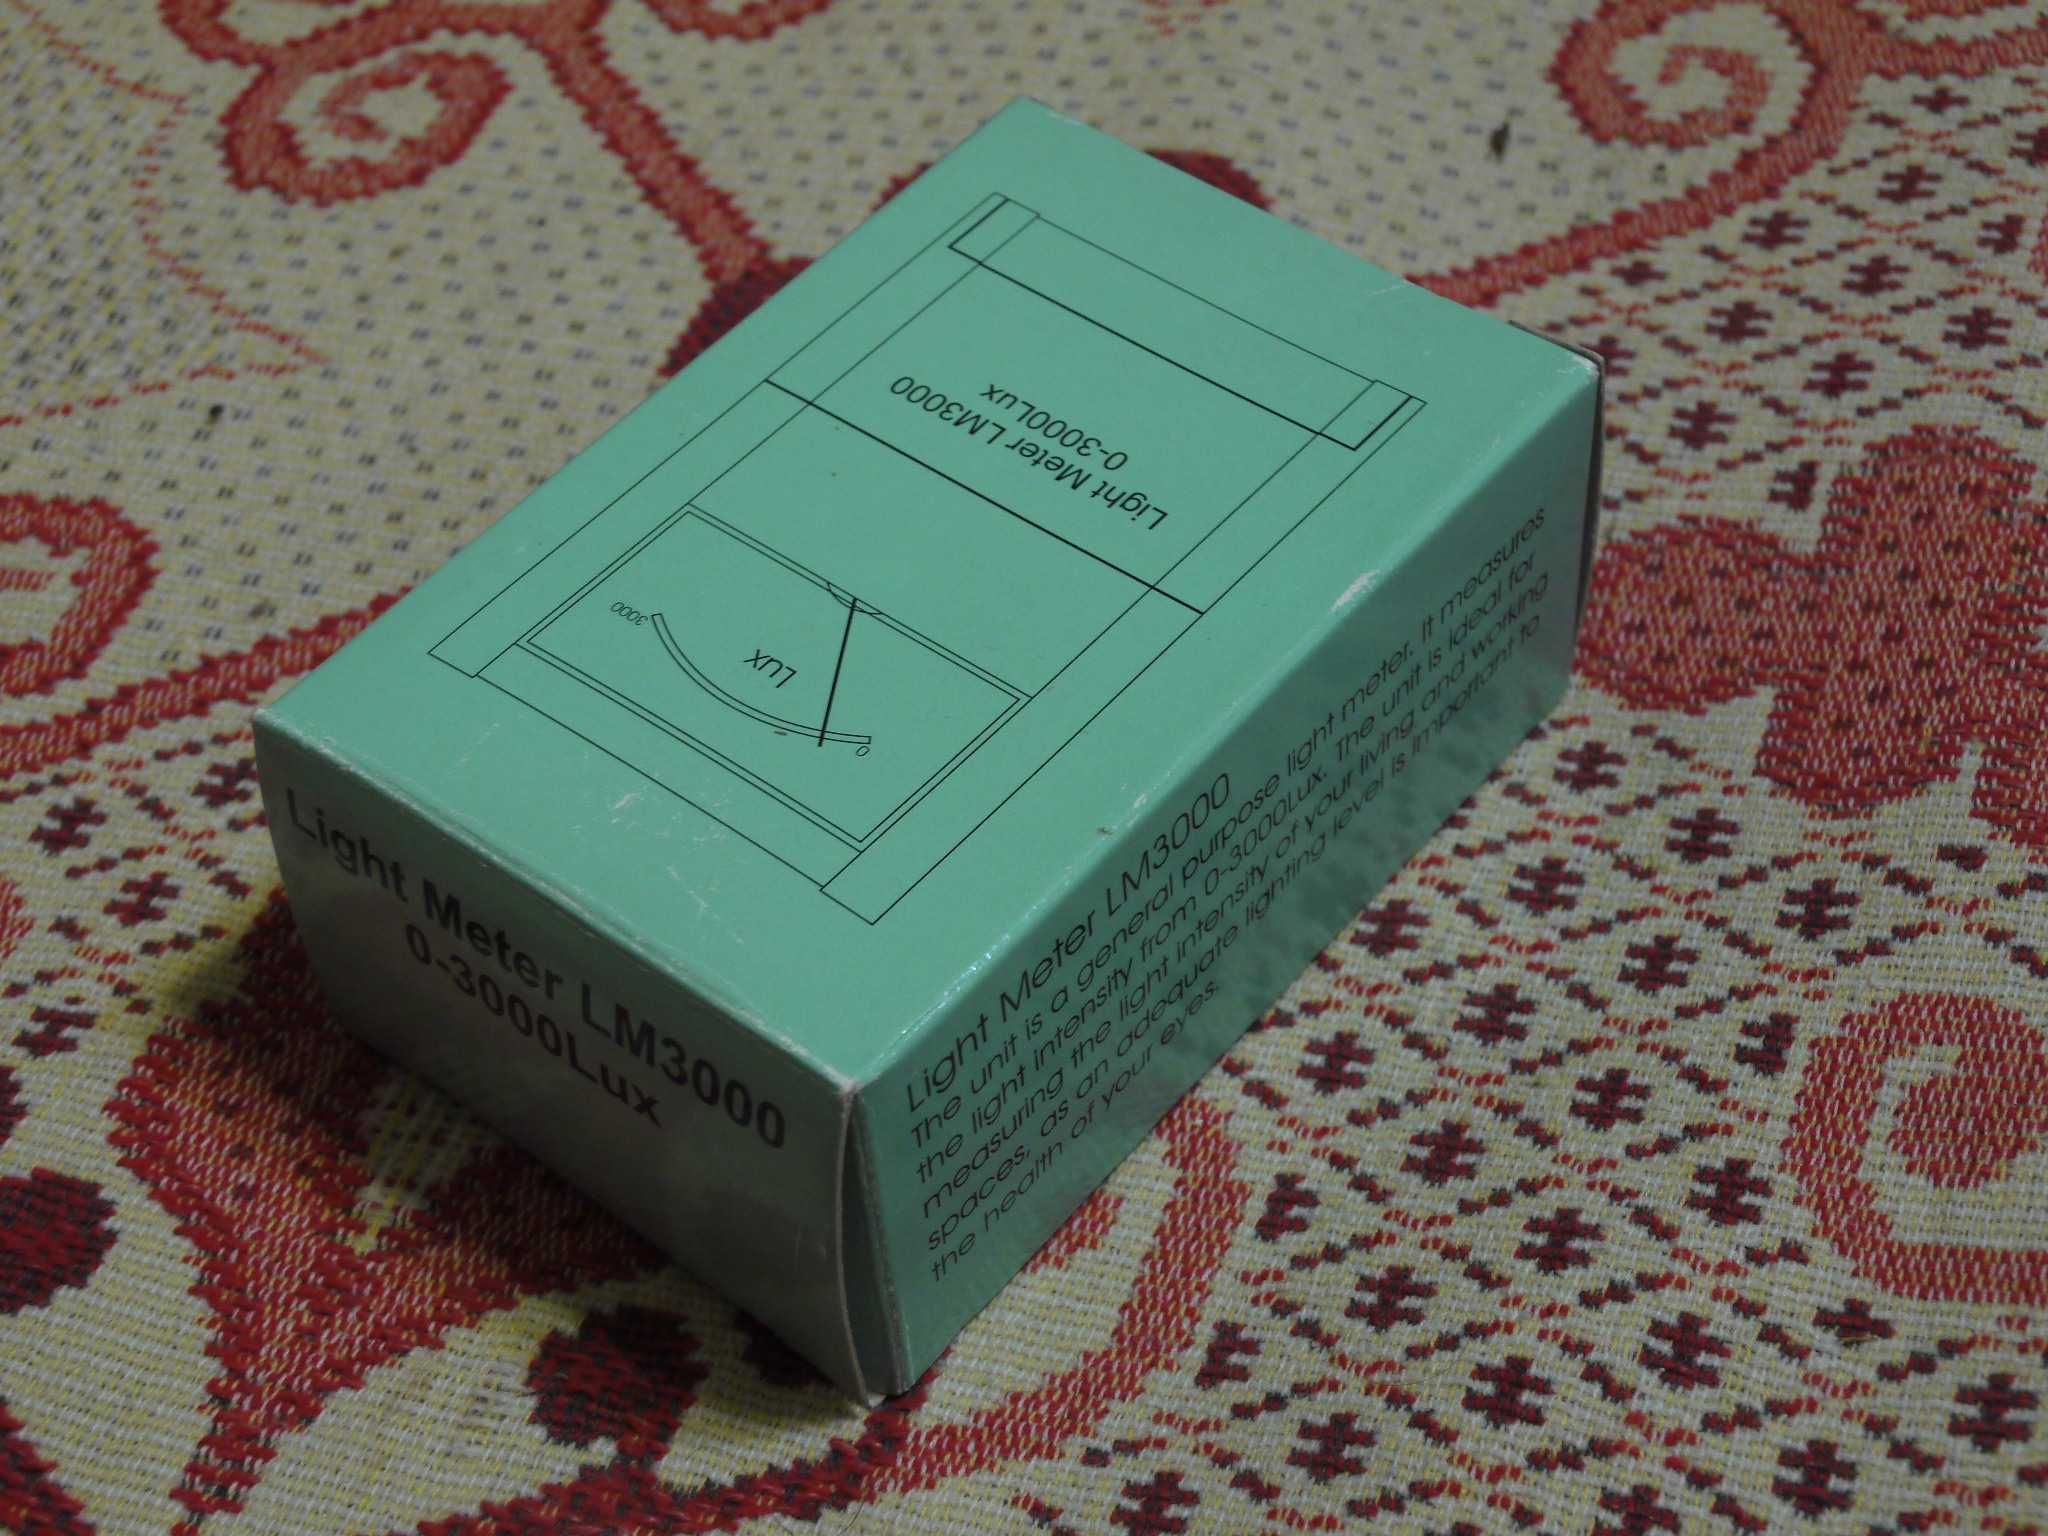 Light Meter LM3000
0-3000Lux
Lux
3000
0
Light Meter LM3000
0-3000Lux
Light Meter LM3000
The unit is a general purpose light meter. It measures
the light intensity from 0-3000Lux. The unit is ideal for
measuring the light intensity of your living, and working
spaces, as an adequate lighting level is important to
the health of your eyes.